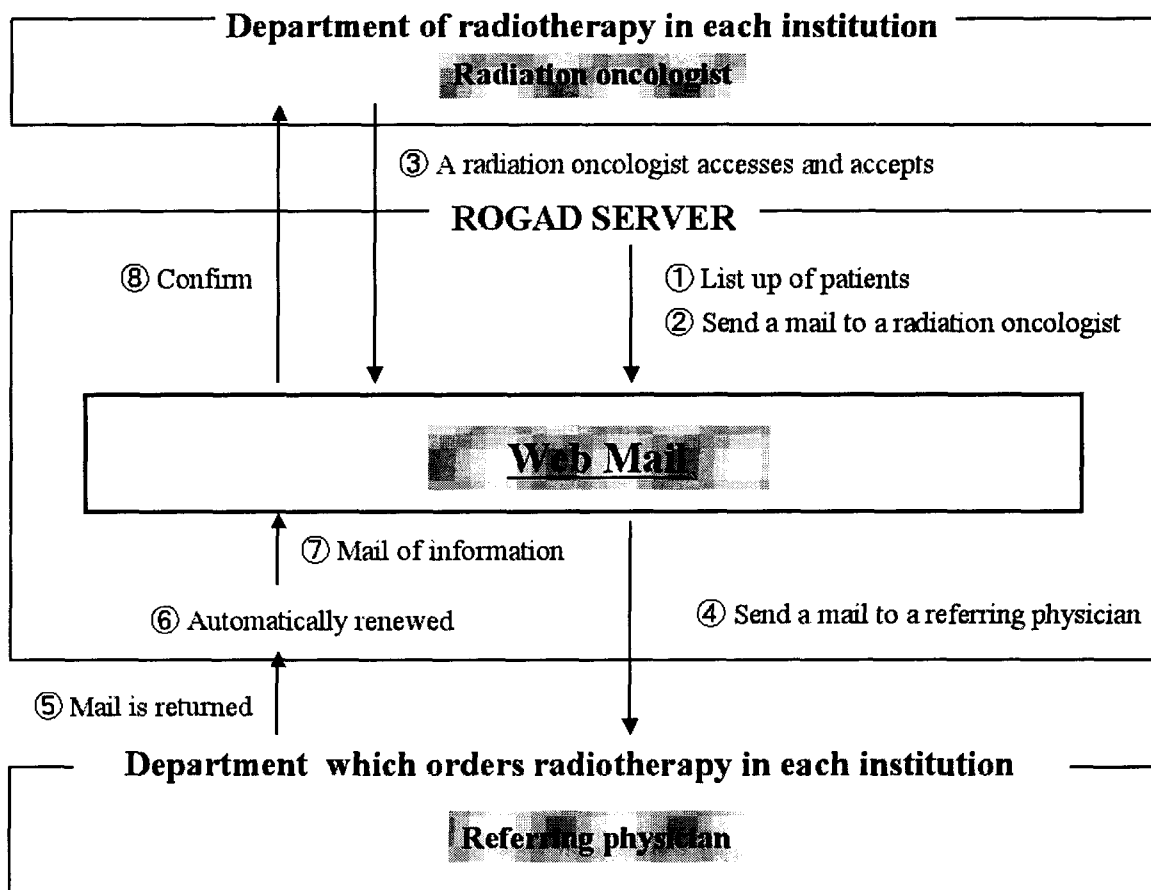 Department of radiotherapy in each institution
Radiation oncologist
③ A radiation oncologist accesses and accepts
ROGAD SERVER
⑧ Confirm
① List up of patients
② Send a mail to a radiation oncologist
Web Mail
⑦ Mail of information
⑥ Automatically renewed
④ Send a mail to a referring physician
⑤ Mail is returned
Department which orders radiotherapy in each institution
Referring physician